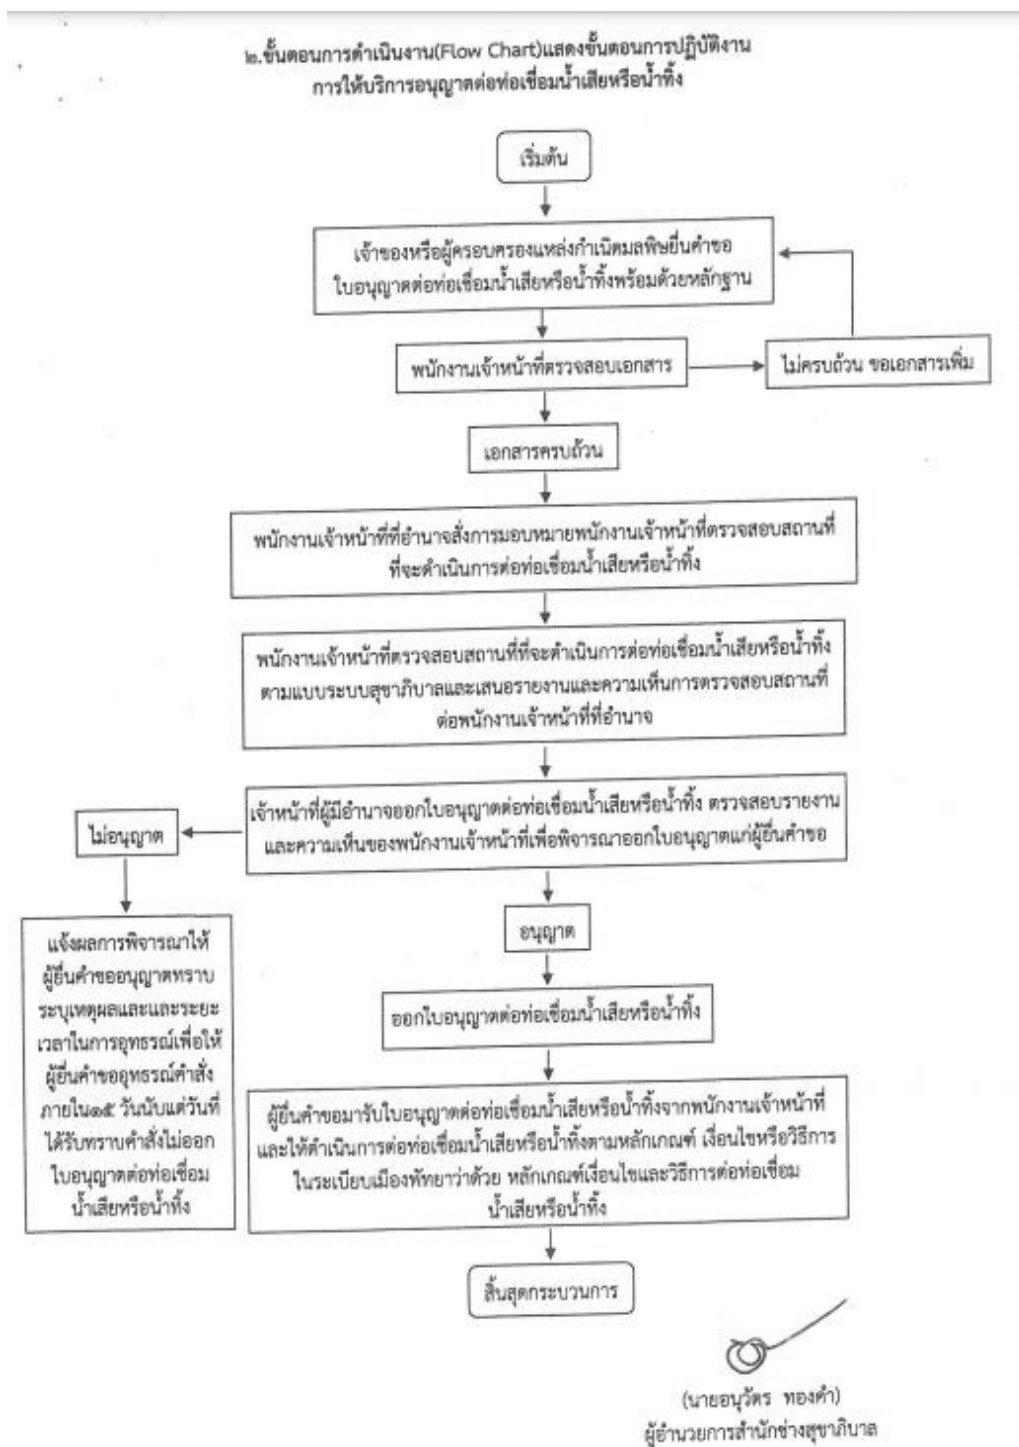 ๒.ขั้นตอนการดำเนินงาน(Flow Chart)แสดงขั้นตอนการปฏิบัติงาน
การให้บริการอนุญาตต่อท่อเชื่อมน้ำเสียหรือน้ำทิ้ง
เริ่มต้น
เจ้าของหรือผู้ครอบครองแหล่งกำเนิดมลพิษยื่นคำขอ
ใบอนุญาตต่อท่อเชื่อมน้ำเสียหรือน้ำทิ้งพร้อมด้วยหลักฐาน
พนักงานเจ้าหน้าที่ตรวจสอบเอกสาร
ไม่ครบถ้วน ขอเอกสารเพิ่ม
เอกสารครบถ้วน
พนักงานเจ้าหน้าที่ที่อำนาจสั่งการมอบหมายพนักงานเจ้าหน้าที่ตรวจสอบสถานที่
ที่จะดำเนินการต่อท่อเชื่อมน้ำเสียหรือน้ำทิ้ง
พนักงานเจ้าหน้าที่ตรวจสอบสถานที่ที่จะดำเนินการต่อท่อเชื่อมน้ำเสียหรือน้ำทิ้ง
ตามแบบระบบสุขาภิบาลและเสนอรายงานและความเห็นการตรวจสอบสถานที่
ต่อพนักงานเจ้าหน้าที่ที่อำนาจ
เจ้าหน้าที่ผู้มีอำนาจออกใบอนุญาตต่อท่อเชื่อมน้ำเสียหรือน้ำทิ้ง ตรวจสอบรายงาน
และความเห็นของพนักงานเจ้าหน้าที่เพื่อพิจารณาออกใบอนุญาตแก่ผู้ยื่นคำขอ
ไม่อนุญาต
แจ้งผลการพิจารณาให้
ผู้ยื่นคำขออนุญาตทราบ
ระบุเหตุผลและและระยะ
เวลาในการอุทธรณ์เพื่อให้
ผู้ยื่นคำขออุทธรณ์คำสั่ง
ภายใน๑๕ วันนับแต่วันที่
ได้รับทราบคำสั่งไม่ออก
ใบอนุญาตต่อท่อเชื่อม
น้ำเสียหรือน้ำทิ้ง
อนุญาต
ออกใบอนุญาตต่อท่อเชื่อมน้ำเสียหรือน้ำทิ้ง
ผู้ยื่นคำขอมารับใบอนุญาตต่อท่อเชื่อมน้ำเสียหรือน้ำทิ้งจากพนักงานเจ้าหน้าที่
และให้ดำเนินการต่อท่อเชื่อมน้ำเสียหรือน้ำทิ้งตามหลักเกณฑ์ เงื่อนไขหรือวิธีการ
ในระเบียบเมืองพัทยาว่าด้วย หลักเกณฑ์เงื่อนไขและวิธีการต่อท่อเชื่อม
น้ำเสียหรือน้ำทิ้ง
สิ้นสุดกระบวนการ
(นายอนุวัตร ทองคำ)
ผู้อำนวยการสำนักช่างสุขาภิบาล